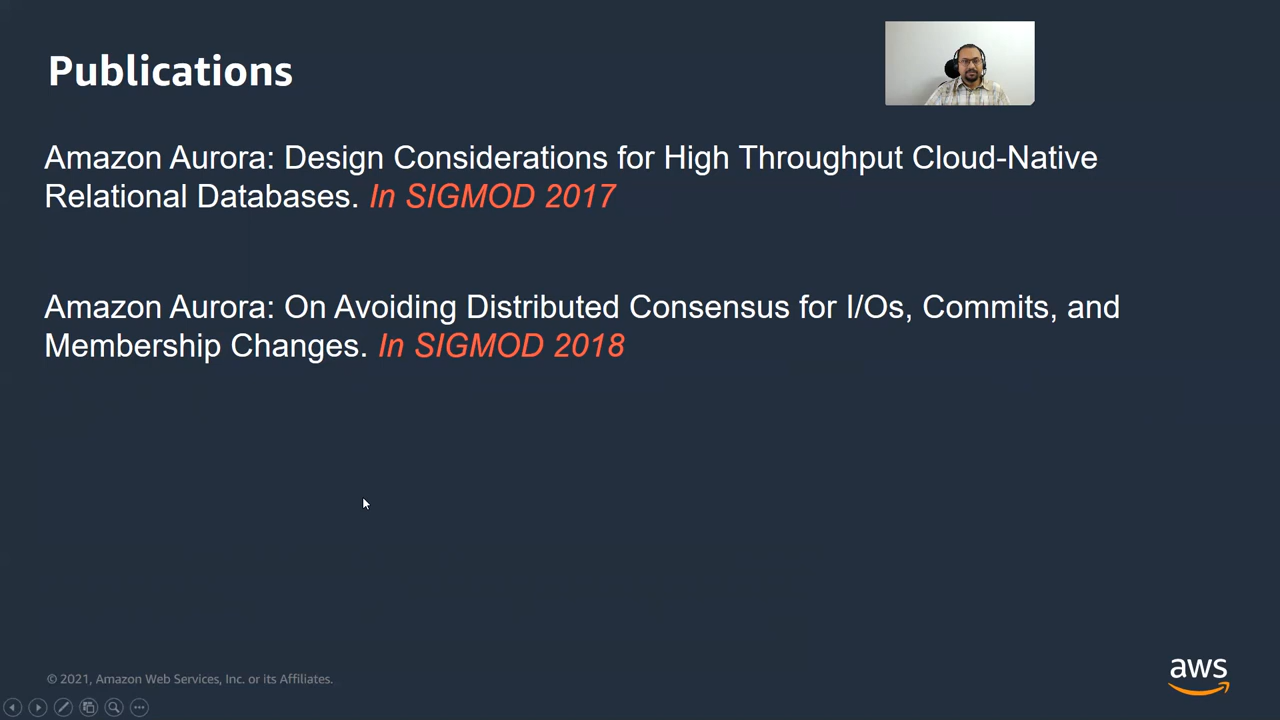 Publications
Amazon Aurora: Design Considerations for High Throughput Cloud-Native
Relational Databases. In SIGMOD 2017
Amazon Aurora: On Avoiding Distributed Consensus for I/Os, Commits, and
Membership Changes. In SIGMOD 2018
© 2021, Amazon Web Services, Inc. or its Affiliates.
aws